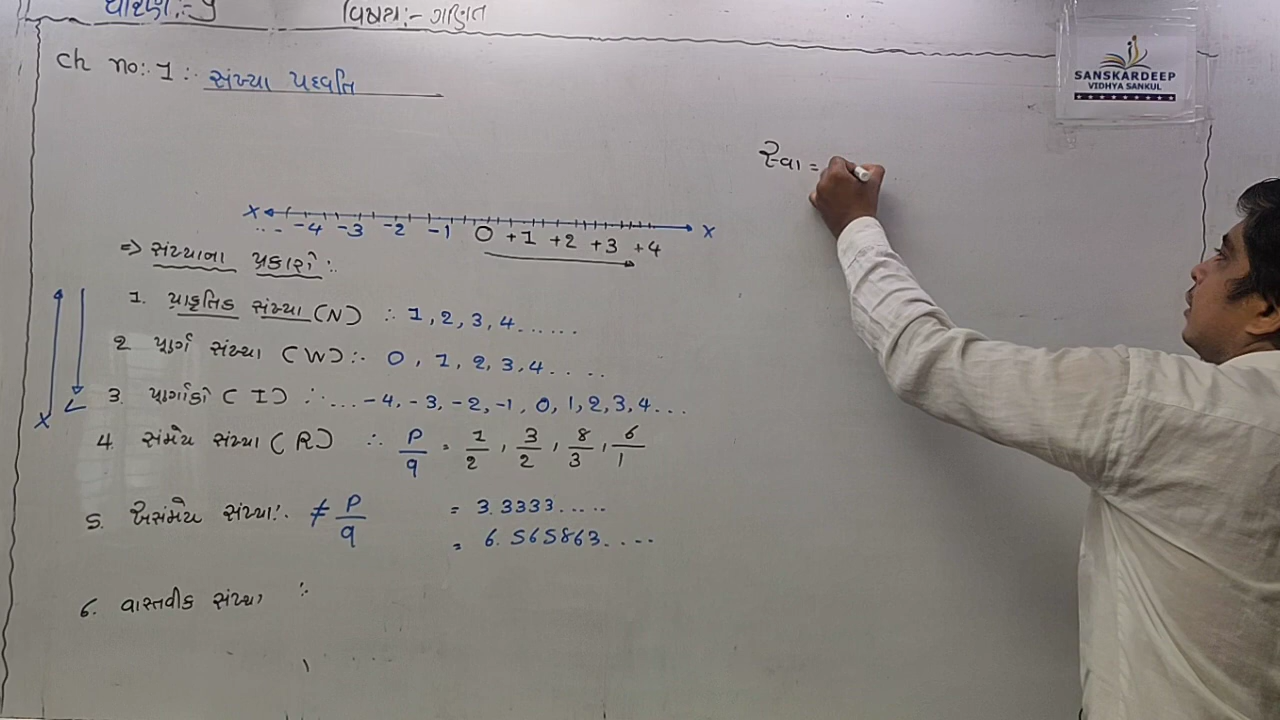 ધોરણ :- 9
વિષય :- ગણિત
SANSKARDEEP
VIDHYA SANKUL
Ch no: 1 : સંખ્યા પદ્ધતિ
રવા =
X X
... -4 -3 -2 -1 0 +1 +2 +3 +4
=> સંખ્યાના પ્રકારો :
1. પ્રાકૃતિક સંખ્યા (N) : 1, 2, 3, 4......
2 પૂર્ણ સંખ્યા (W) :- 0, 1, 2, 3, 4.....
3. પૂર્ણાંકો (I) : ... -4, -3, -2, -1, 0, 1, 2, 3, 4...
4. સંમેય સંખ્યા (R) : P/q = 1/2, 3/2, 8/3, 6/1
5. અસંમેય સંખ્યા :- ≠ P/q = 3.3333.....
= 6.565863....
6. વાસ્તવીક સંખ્યા :-
X